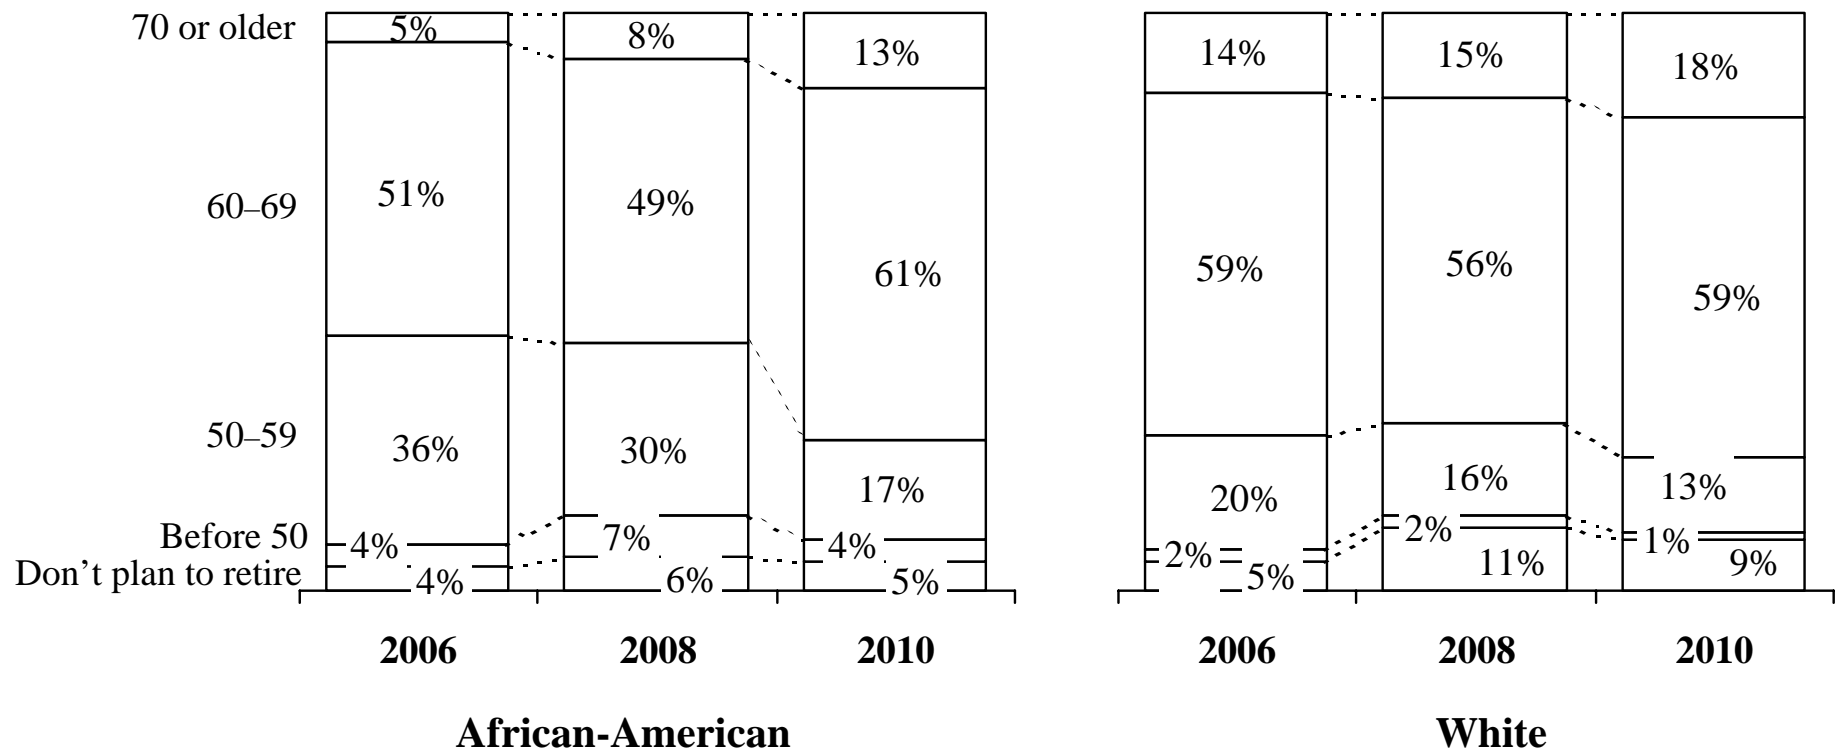 70 or older 5% 8% 13% 14% 15% 18%
60–69 51% 49% 61% 59% 56% 59%
50–59 36% 30% 17% 20% 16% 13%
Before 50 4% 7% 4% 2% 2% 1%
Don't plan to retire 4% 6% 5% 5% 11% 9%
2006 2008 2010 2006 2008 2010
African-American White